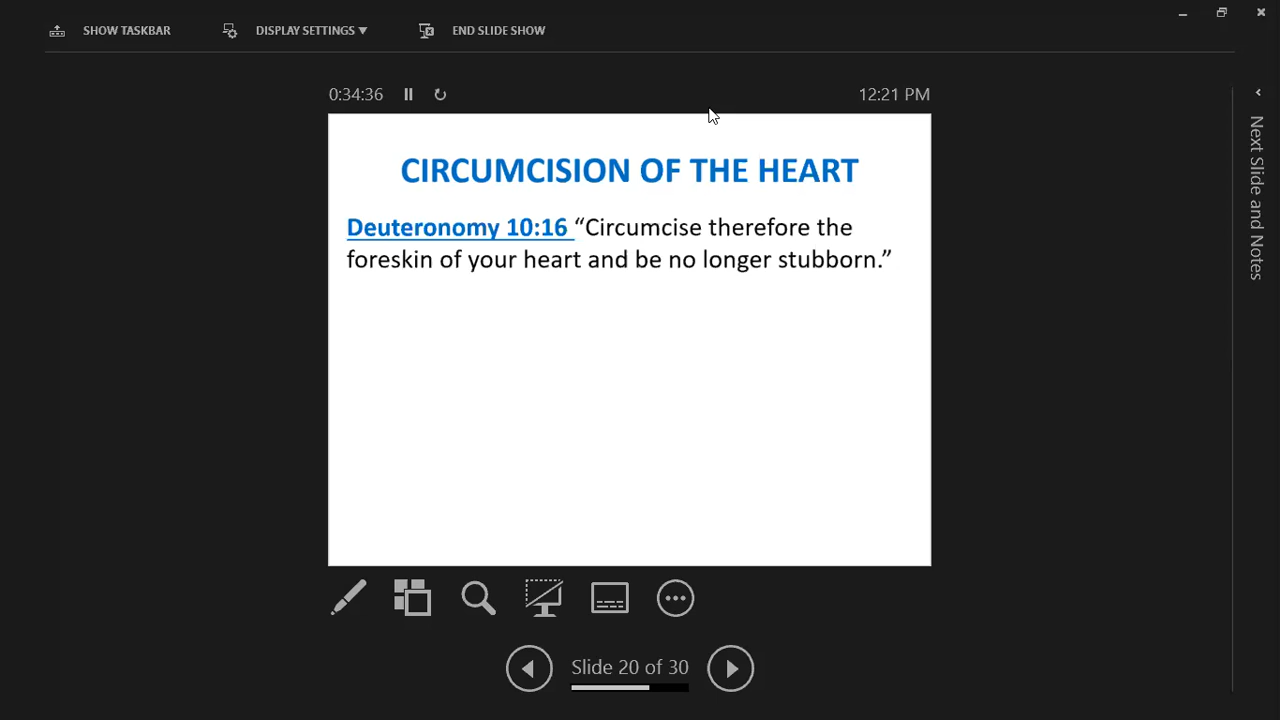 SHOW TASKBAR DISPLAY SETTINGS ▼ END SLIDE SHOW
0:34:36 12:21 PM
CIRCUMCISION OF THE HEART
Deuteronomy 10:16 “Circumcise therefore the
foreskin of your heart and be no longer stubborn.”
Slide 20 of 30
Next Slide and Notes